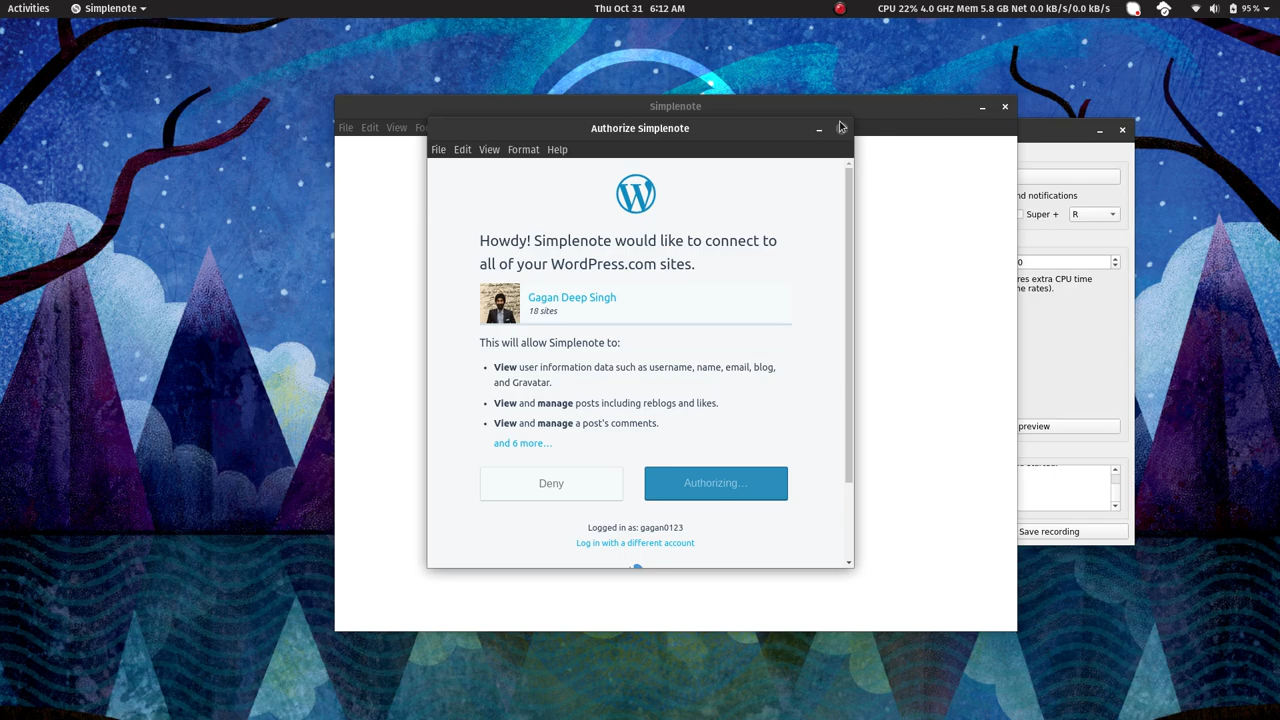 Activities Simplenote Thu Oct 31 6:12 AM CPU 22% 4.0 GHz Mem 5.8 GB Net 0.0 kB/s/0.0 kB/s 95 %
Simplenote
File Edit View
Authorize Simplenote
File Edit View Format Help
Howdy! Simplenote would like to connect to
all of your WordPress.com sites.
Gagan Deep Singh
18 sites
This will allow Simplenote to:
• View user information data such as username, name, email, blog,
and Gravatar.
• View and manage posts including reblogs and likes.
• View and manage a post's comments.
and 6 more…
Deny Authorizing…
Logged in as: gagan0123
Log in with a different account
nd notifications
Super + R
0
res extra CPU time
ne rates).
preview
Save recording